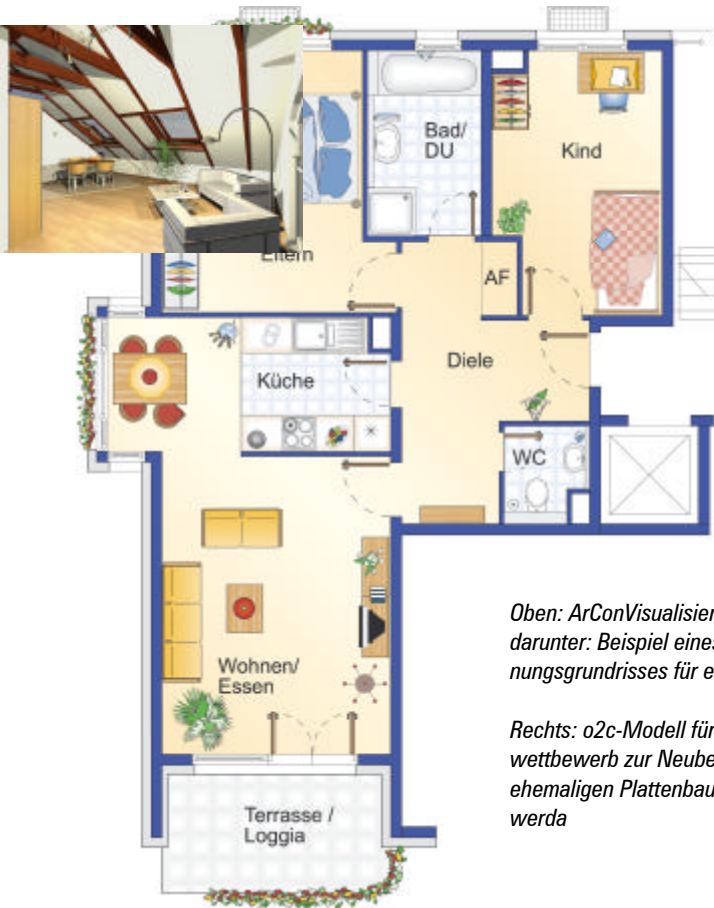 Bad/
DU
Kind
Eltern
AF
Küche
Diele
WC
Wohnen/
Essen
Terrasse /
Loggia
Oben: ArConVisualisier
darunter: Beispiel eines
nungsgrundrisses für e
Rechts: o2c-Modell für
wettbewerb zur Neube
ehemaligen Plattenbau
werda